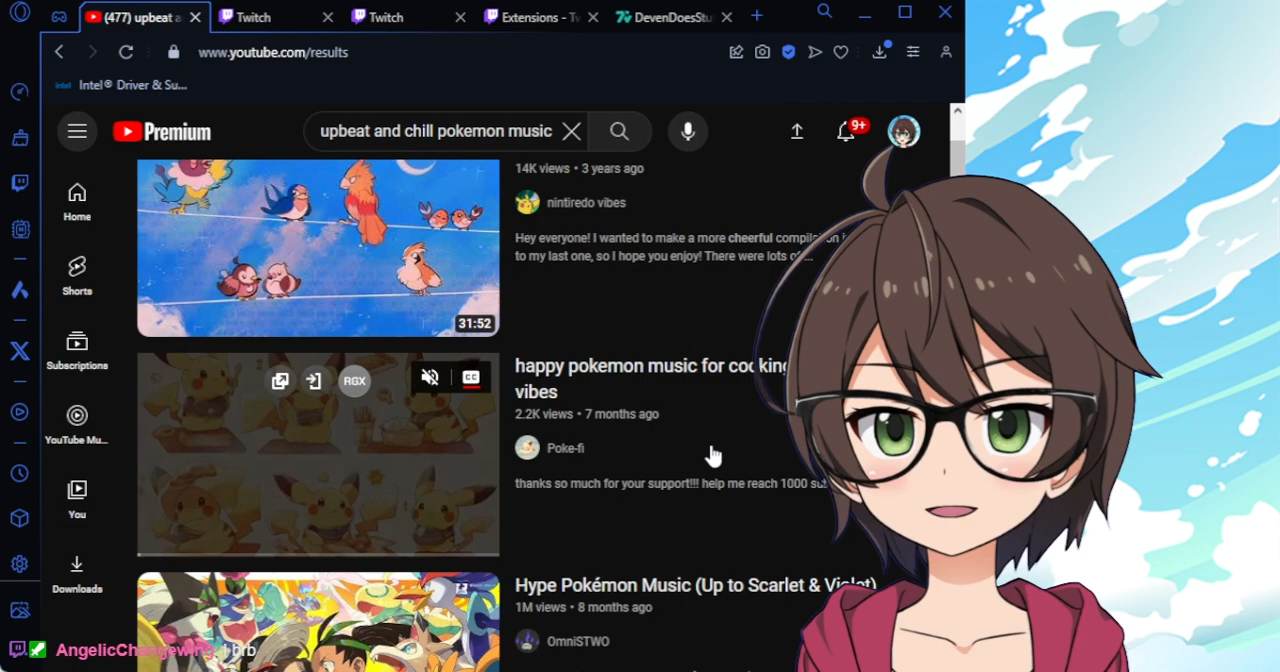 (477) upbeat a
Twitch
Twitch
Extensions - Tw
DevenDoesStu
www.youtube.com/results
intel
Intel® Driver & Su...
Premium
upbeat and chill pokemon music
9+
Home
Shorts
Subscriptions
YouTube Mu...
You
Downloads
14K views • 3 years ago
nintiredo vibes
Hey everyone! I wanted to make a more cheerful compilation
to my last one, so I hope you enjoy! There were lots of...
31:52
RGX
CC
happy pokemon music for cooking
vibes
2.2K views • 7 months ago
Poke-fi
thanks so much for your support!!! help me reach 1000 su
Hype Pokémon Music (Up to Scarlet & Violet)
1M views • 8 months ago
OmniSTWO
AngelicChangewing | brb